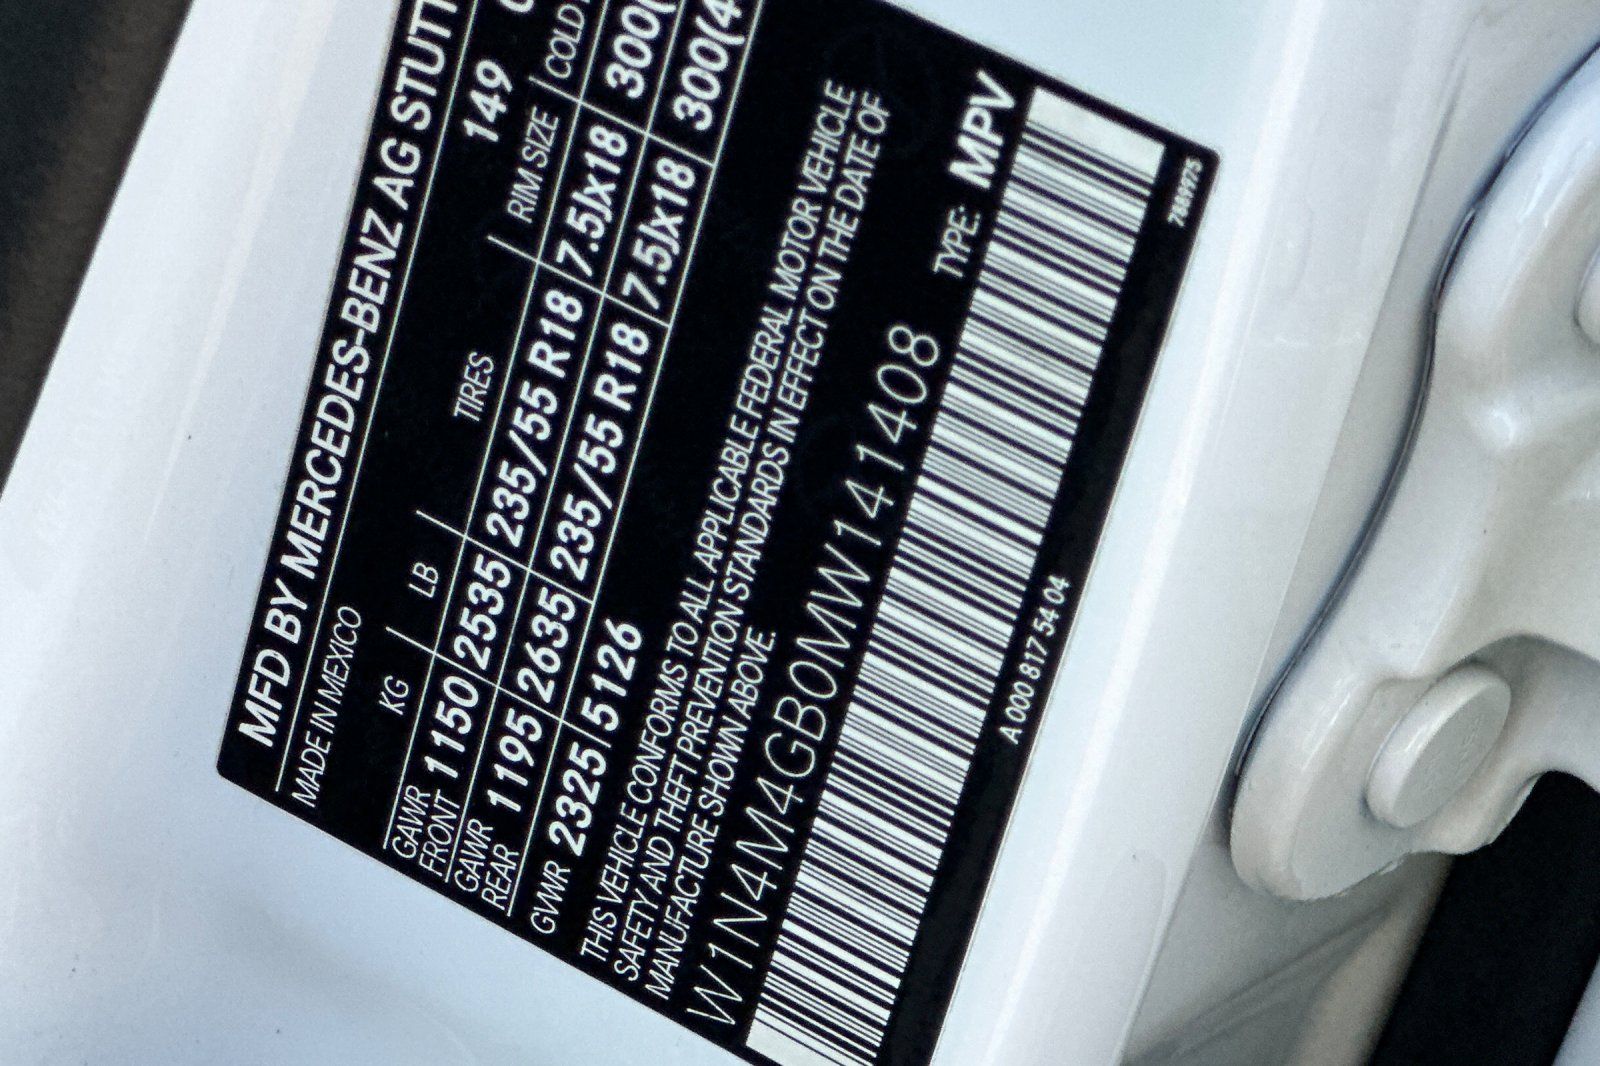 MFD BY MERCEDES-BENZ AG STUTT
MADE IN MEXICO 149
KG LB TIRES RIM SIZE COLD
GAWR FRONT 1150 2535 235/55 R18 7.5Jx18 300(
GAWR REAR 1195 2635 235/55 R18 7.5Jx18 300(4
GVWR 2325 5126
THIS VEHICLE CONFORMS TO ALL APPLICABLE FEDERAL MOTOR VEHICLE
SAFETY AND THEFT PREVENTION STANDARDS IN EFFECT ON THE DATE OF
MANUFACTURE SHOWN ABOVE.
W1N4M4GB0MW141408 TYPE: MPV
A 000 817 54 04